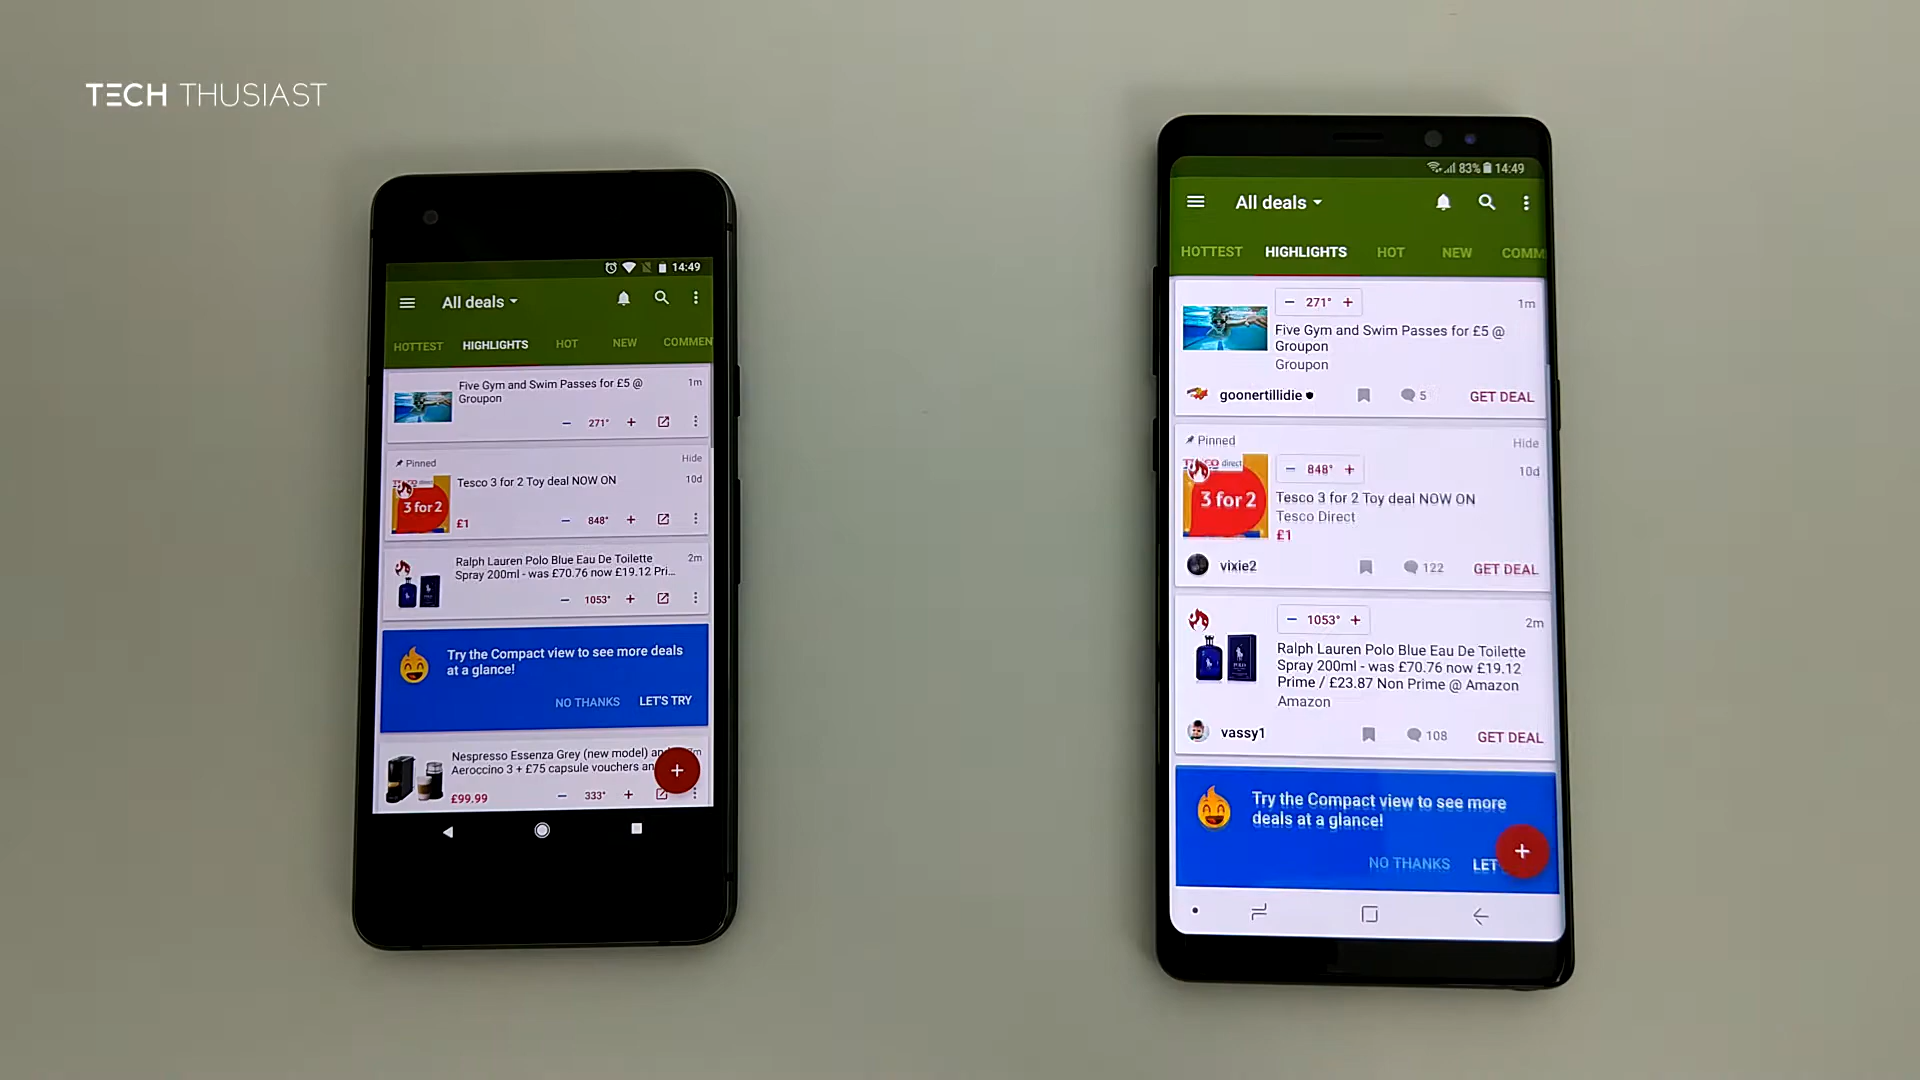 TECH THUSIAST
14:49
All deals
HOTTEST HIGHLIGHTS HOT NEW COMMEN
Five Gym and Swim Passes for £5 @
Groupon
1m
271°
Pinned
Hide
Tesco 3 for 2 Toy deal NOW ON
10d
direct
3 for 2
£1
848°
Ralph Lauren Polo Blue Eau De Toilette
Spray 200ml - was £70.76 now £19.12 Pri...
2m
1053°
Try the Compact view to see more deals
at a glance!
NO THANKS LET'S TRY
Nespresso Essenza Grey (new model) an
Aeroccino 3 + £75 capsule vouchers an
£99.99
333°
83% 14:49
All deals
HOTTEST HIGHLIGHTS HOT NEW COMM
271°
1m
Five Gym and Swim Passes for £5 @
Groupon
Groupon
goonertillidie
5
GET DEAL
Pinned
Hide
848°
10d
direct
3 for 2
Tesco 3 for 2 Toy deal NOW ON
Tesco Direct
£1
vixie2
122
GET DEAL
1053°
2m
Ralph Lauren Polo Blue Eau De Toilette
Spray 200ml - was £70.76 now £19.12
Prime / £23.87 Non Prime @ Amazon
Amazon
POLO
vassy1
108
GET DEAL
Try the Compact view to see more
deals at a glance!
NO THANKS LET'S